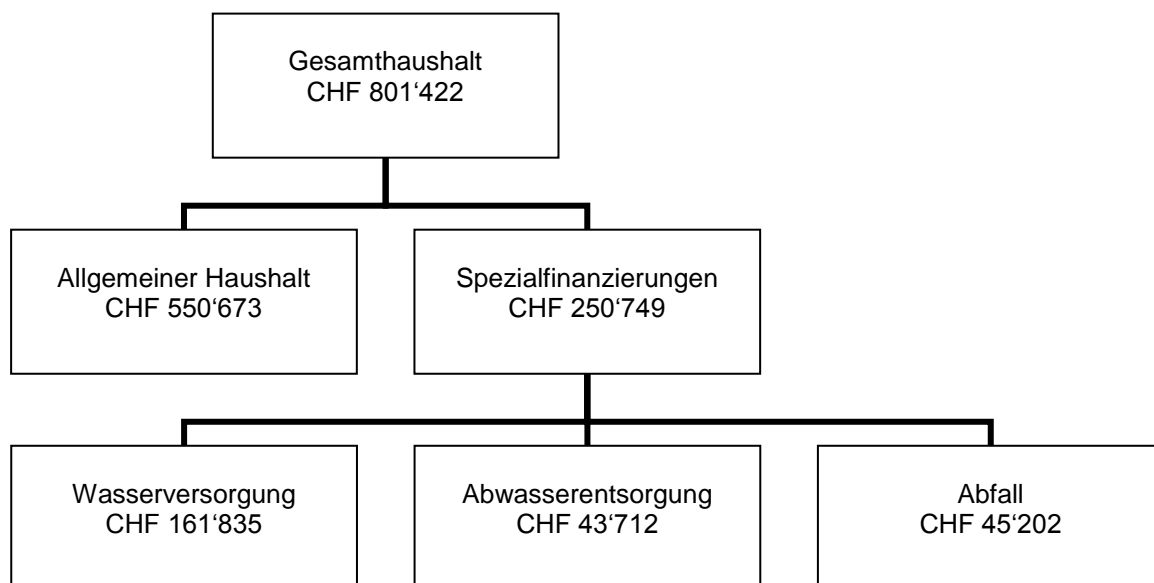 Gesamthaushalt
CHF 801‘422
Allgemeiner Haushalt
CHF 550‘673
Spezialfinanzierungen
CHF 250‘749
Wasserversorgung
CHF 161‘835
Abwasserentsorgung
CHF 43‘712
Abfall
CHF 45‘202